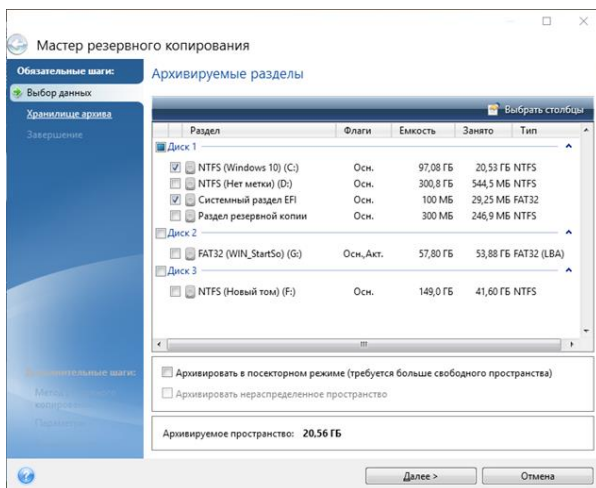 Мастер резервного копирования
Обязательные шаги:
Выбор данных
Хранилище архива
Завершение
Архивируемые разделы
Выбрать столбцы
Раздел Флаги Емкость Занято Тип
Диск 1
NTFS (Windows 10) (C:) Осн. 97,08 ГБ 20,53 ГБ NTFS
NTFS (Нет метки) (D:) Осн. 300,8 ГБ 544,5 МБ NTFS
Системный раздел EFI Осн. 100 МБ 29,25 МБ FAT32
Раздел резервной копии Осн. 300 МБ 246,9 МБ NTFS
Диск 2
FAT32 (WIN_StartSo) (G:) Осн.,Акт. 57,80 ГБ 53,88 ГБ FAT32 (LBA)
Диск 3
NTFS (Новый том) (F:) Осн. 149,0 ГБ 41,60 ГБ NTFS
шаги:
Архивировать в посекторном режиме (требуется больше свободного пространства)
Архивировать нераспределенное пространство
Архивируемое пространство: 20,56 ГБ
Далее >
Отмена